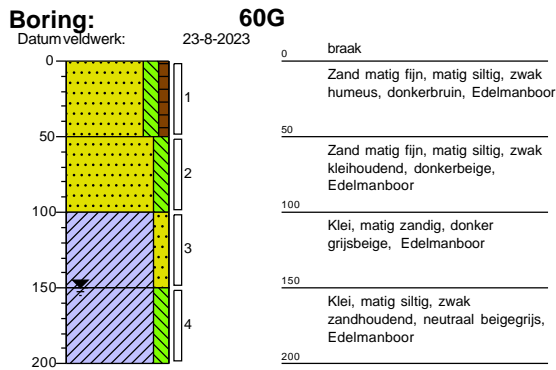 Boring: 60G
Datum veldwerk: 23-8-2023
0
50
100
150
200
1
2
3
4
0 braak
Zand matig fijn, matig siltig, zwak
humeus, donkerbruin, Edelmanboor
50
Zand matig fijn, matig siltig, zwak
kleihoudend, donkerbeige,
Edelmanboor
100
Klei, matig zandig, donker
grijsbeige, Edelmanboor
150
Klei, matig siltig, zwak
zandhoudend, neutraal beigegrijs,
Edelmanboor
200